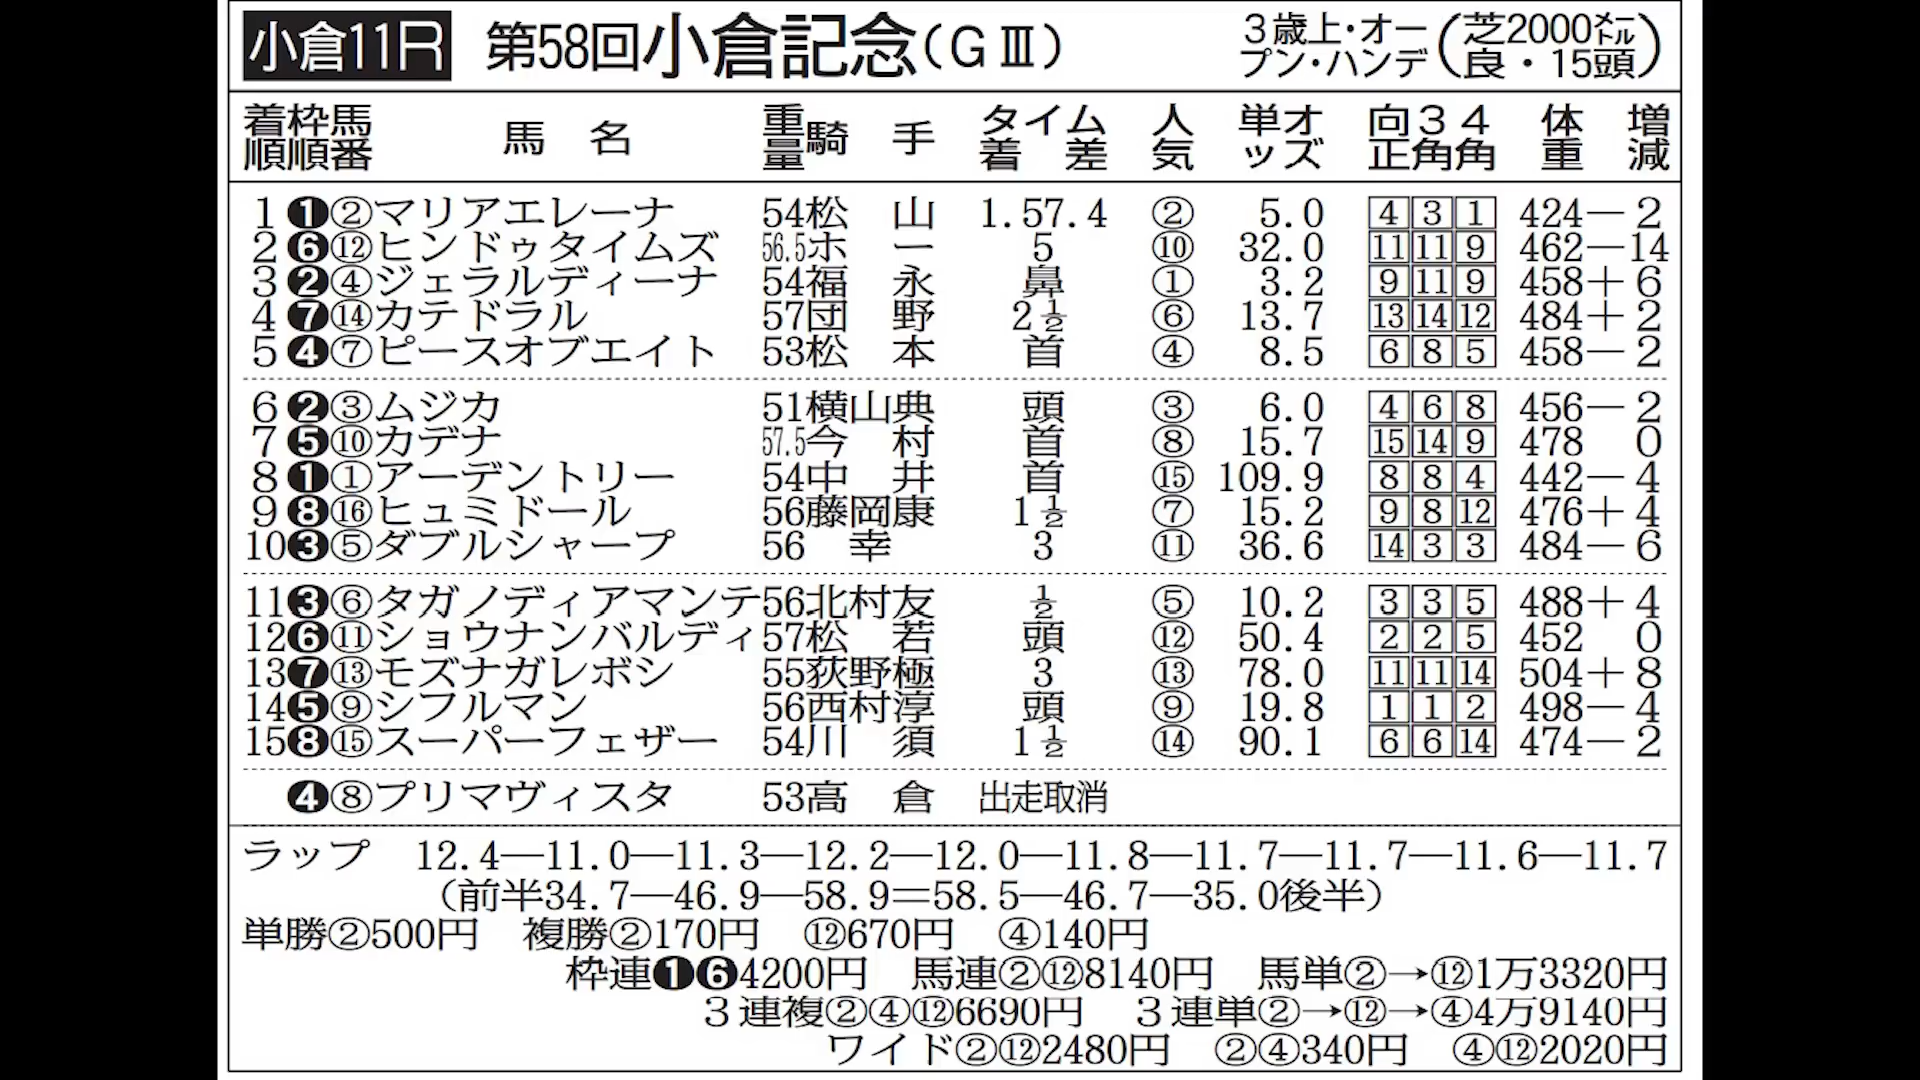 小倉11R 第58回小倉記念(GⅢ) 3歳上・オープン・ハンデ(芝2000メートル 良・15頭)
着順 枠順 馬番 馬名 重量 騎手 タイム着差 人気 単オッズ 向正 3角 4角 体重 増減
1 ❶ ② マリアエレーナ 54 松山 1.57.4 ② 5.0 4 3 1 424-2
2 ❻ ⑫ ヒンドゥタイムズ 56.5 ホー 5 ⑩ 32.0 11 11 9 462-14
3 ❷ ④ ジェラルディーナ 54 福永 鼻 ① 3.2 9 11 9 458+6
4 ❼ ⑭ カテドラル 57 団野 2½ ⑥ 13.7 13 14 12 484+2
5 ❹ ⑦ ピースオブエイト 53 松本 首 ④ 8.5 6 8 5 458-2
6 ❷ ③ ムジカ 51 横山典 頭 ③ 6.0 4 6 8 456-2
7 ❺ ⑩ カデナ 57.5 今村 首 ⑧ 15.7 15 14 9 478 0
8 ❶ ① アーデントリー 54 中井 首 ⑮ 109.9 8 8 4 442-4
9 ❽ ⑯ ヒュミドール 56 藤岡康 1½ ⑦ 15.2 9 8 12 476+4
10 ❸ ⑤ ダブルシャープ 56 幸 3 ⑪ 36.6 14 3 3 484-6
11 ❸ ⑥ タガノディアマンテ 56 北村友 ½ ⑤ 10.2 3 3 5 488+4
12 ❻ ⑪ ショウナンバルディ 57 松若 頭 ⑫ 50.4 2 2 5 452 0
13 ❼ ⑬ モズナガレボシ 55 荻野極 3 ⑬ 78.0 11 11 14 504+8
14 ❺ ⑨ シフルマン 56 西村淳 頭 ⑨ 19.8 1 1 2 498-4
15 ❽ ⑮ スーパーフェザー 54 川須 1½ ⑭ 90.1 6 6 14 474-2
❹ ⑧ プリマヴィスタ 53 高倉 出走取消
ラップ 12.4―11.0―11.3―12.2―12.0―11.8―11.7―11.7―11.6―11.7
(前半34.7―46.9―58.9=58.5―46.7―35.0後半)
単勝②500円 複勝②170円 ⑫670円 ④140円
枠連❶❻4200円 馬連②⑫8140円 馬単②→⑫1万3320円
3連複②④⑫6690円 3連単②→⑫→④4万9140円
ワイド②⑫2480円 ②④340円 ④⑫2020円